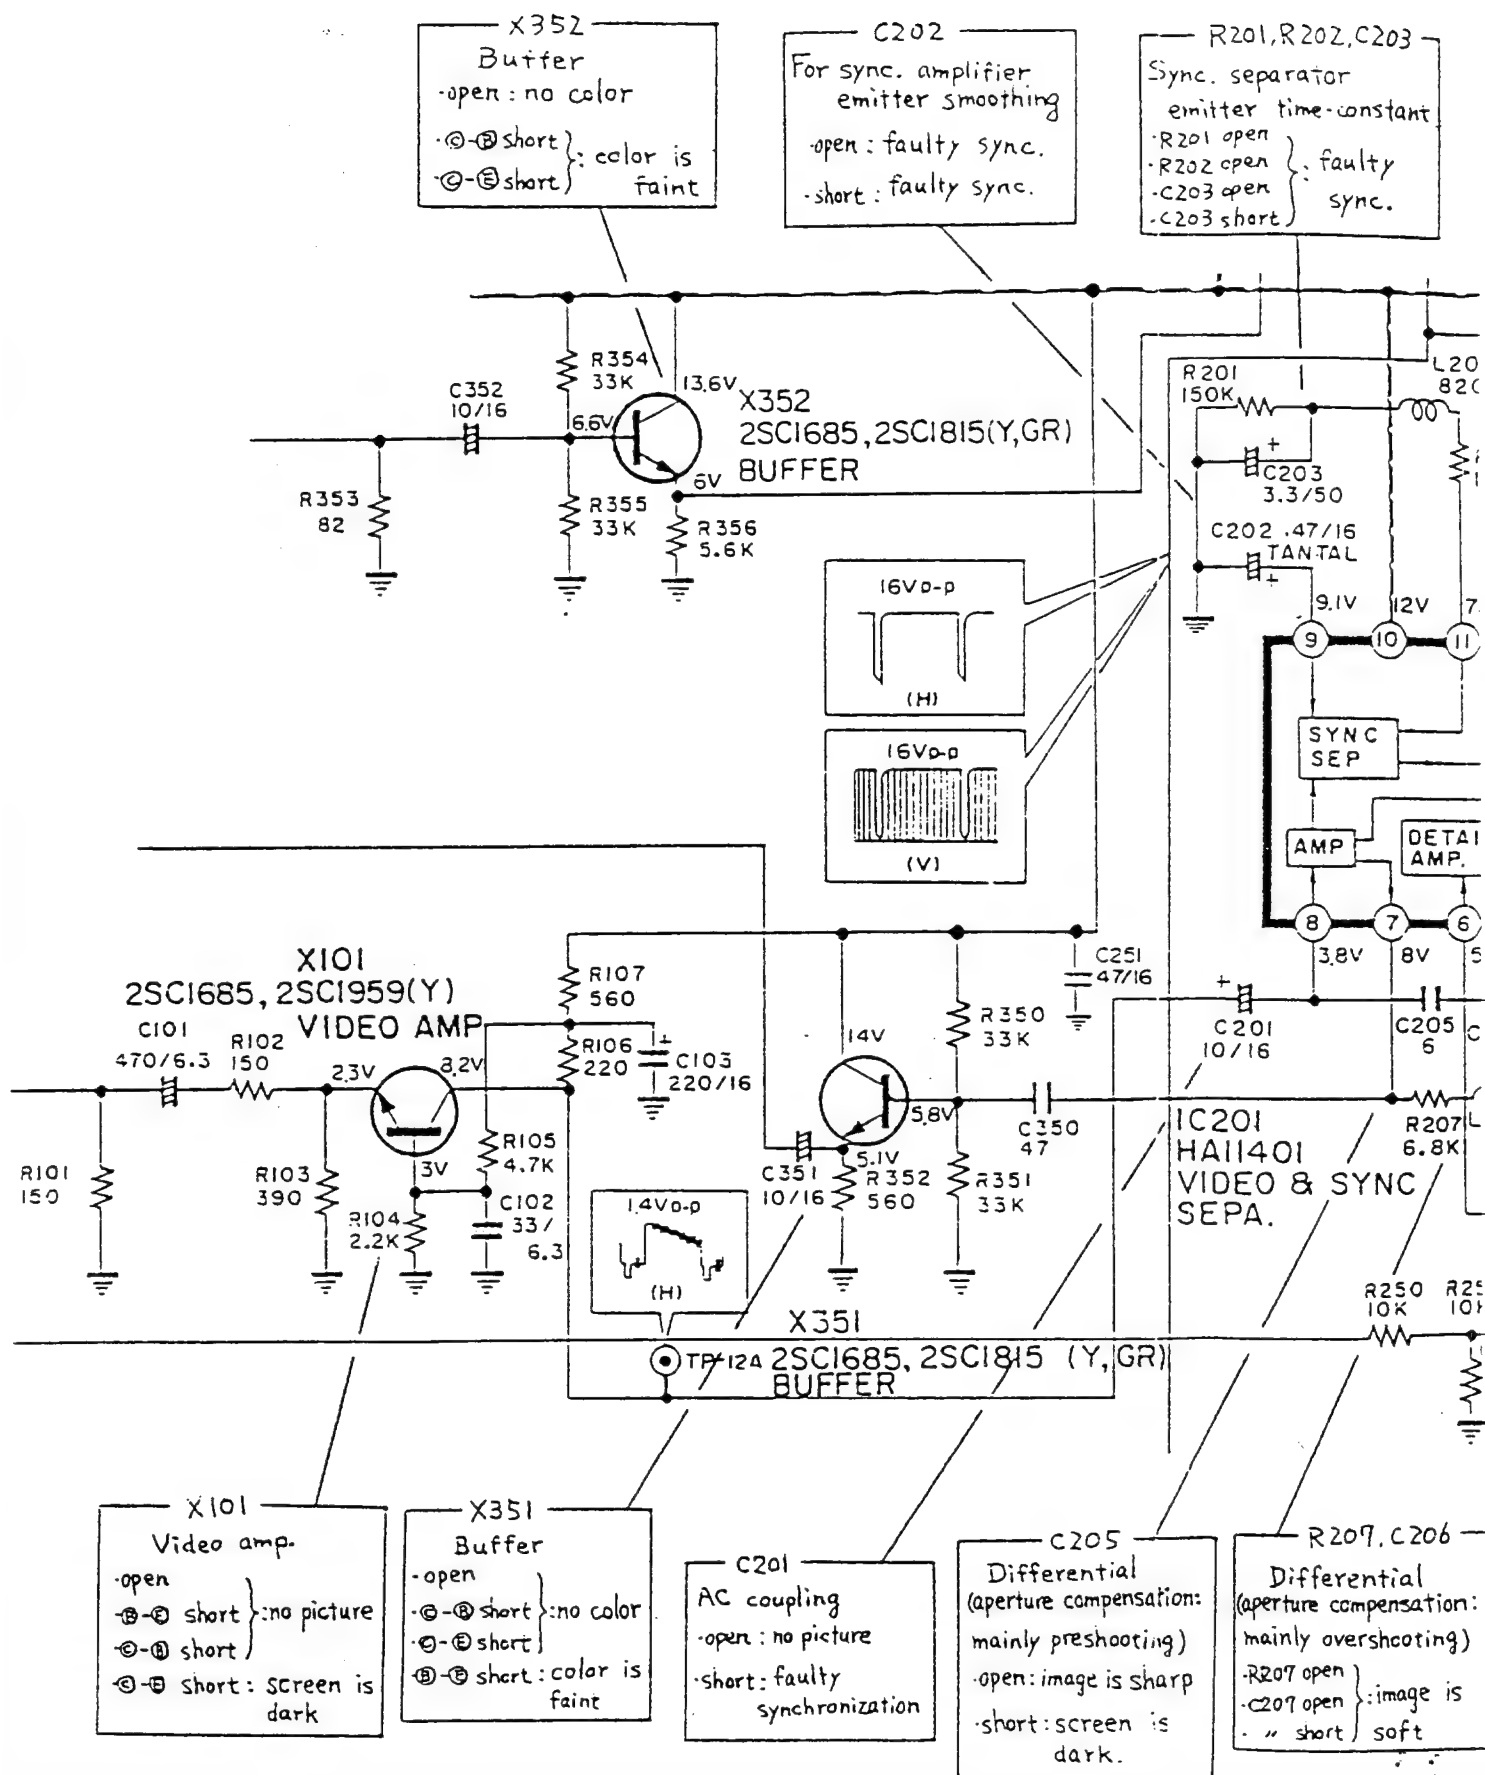 X352
Buffer
·open : no color
·Ⓒ-Ⓑ short
·Ⓒ-Ⓔ short
: color is
faint
C202
For sync. amplifier
emitter smoothing
·open : faulty sync.
·short : faulty sync.
R201, R202, C203
Sync. separator
emitter time-constant
·R201 open
·R202 open
·C203 open
·C203 short
: faulty
sync.
R354
33K
13.6V
C352
10/16
6.6V
X352
2SC1685, 2SC1815(Y,GR)
BUFFER
6V
R353
82
R355
33K
R356
5.6K
R201
150K
L20
82
C203
3.3/50
C202 .47/16
TANTAL
16Vp-p
(H)
9.1V
12V
7.
9
10
11
SYNC
SEP
16Vp-p
(V)
AMP
DETAI
AMP.
8
7
6
3.8V
8V
5
X101
2SC1685, 2SC1959(Y)
VIDEO AMP
C101
470/6.3
R102
150
2.3V
8.2V
R107
560
R106
220
C103
220/16
C251
47/16
R350
33K
14V
C201
10/16
C205
6
C
R101
150
R103
390
3V
R104
2.2K
R105
4.7K
C102
33/
6.3
5.8V
5.1V
C351
10/16
R352
560
C350
47
R351
33K
IC201
HA11401
VIDEO & SYNC
SEPA.
R207
6.8K
L
1.4Vp-p
(H)
R250
10K
R25
10K
X351
TP-12A
2SC1685, 2SC1815 (Y,GR)
BUFFER
X101
Video amp.
·open
·Ⓑ-Ⓔ short
·Ⓒ-Ⓑ short
: no picture
·Ⓒ-Ⓔ short : screen is
dark
X351
Buffer
·open
·Ⓒ-Ⓑ short
·Ⓒ-Ⓔ short
: no color
·Ⓑ-Ⓔ short : color is
faint
C201
AC coupling
·open : no picture
·short : faulty
synchronization
C205
Differential
(aperture compensation:
mainly preshooting)
·open : image is sharp
·short : screen is
dark.
R207, C206
Differential
(aperture compensation:
mainly overshooting)
·R207 open
·C207 open
· 〃 short
: image is
soft